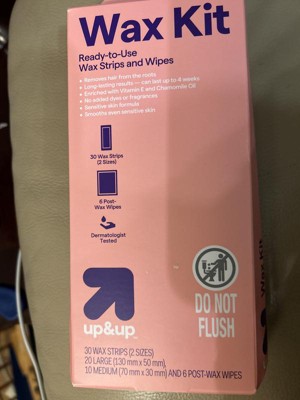 Wax Kit
Ready-to-Use
Wax Strips and Wipes
• Removes hair from the roots
• Long-lasting results — can last up to 4 weeks
• Enriched with Vitamin E and Chamomile Oil
• No added dyes or fragrances
• Sensitive skin formula
• Smooths even sensitive skin
30 Wax Strips
(2 Sizes)
6 Post-
Wax Wipes
Dermatologist
Tested
up&up™
DO NOT
FLUSH
30 WAX STRIPS (2 SIZES)
20 LARGE (130 mm x 50 mm),
10 MEDIUM (70 mm x 30 mm) AND 6 POST-WAX WIPES
Wax Kit